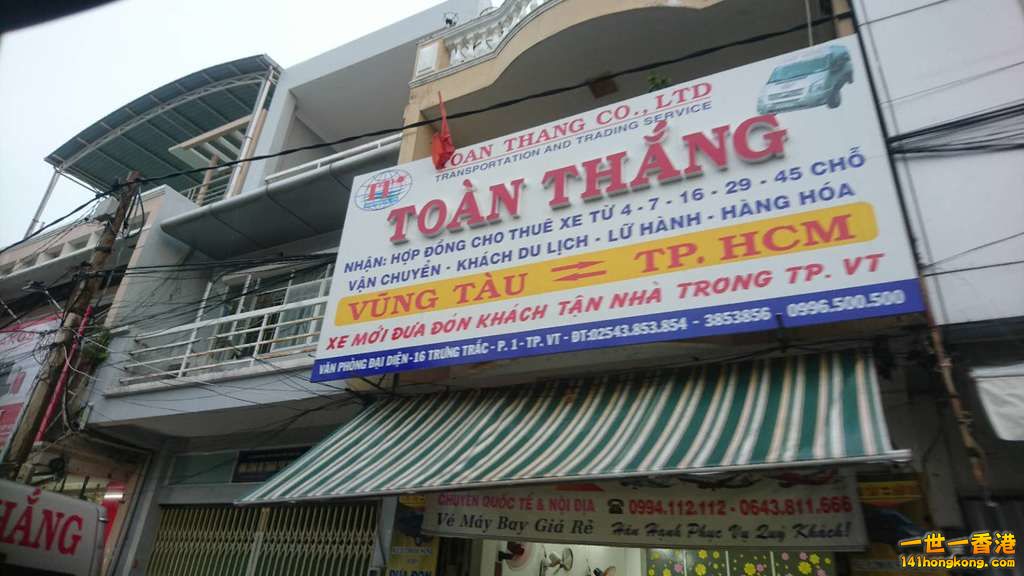 TOAN THANG CO., LTD
TRANSPORTATION AND TRADING SERVICE
TOÀN THẮNG
NHẬN: HỢP ĐỒNG CHO THUÊ XE TỪ 4 - 7 - 16 - 29 - 45 CHỖ
VẬN CHUYỂN - KHÁCH DU LỊCH - LỮ HÀNH - HÀNG HÓA
VŨNG TÀU ⇄ TP. HCM
XE MỚI ĐƯA ĐÓN KHÁCH TẬN NHÀ TRONG TP. VT
VĂN PHÒNG ĐẠI DIỆN - 16 TRƯNG TRẮC - P. 1 - TP. VT - ĐT:02543.853.854 - 3853856 - 0996.500.500
CHUYÊN QUỐC TẾ & NỘI ĐỊA ☎ 0994.112.112 - 0643.811.666
Vé Máy Bay Giá Rẻ Hân Hạnh Phục Vụ Quý Khách!
HẮNG
一世一香港
141hongkong.com